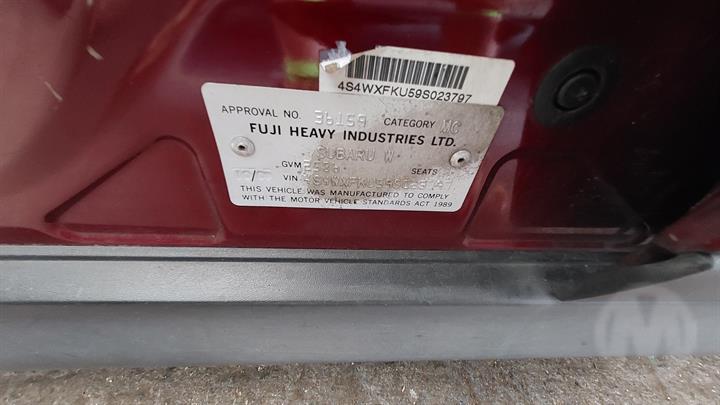 4S4WXFKU59S023797
APPROVAL NO. 36159 CATEGORY MC
FUJI HEAVY INDUSTRIES LTD.
SUBARU W
GVM SEATS
VIN
THIS VEHICLE WAS MANUFACTURED TO COMPLY
WITH THE MOTOR VEHICLE STANDARDS ACT 1989
M